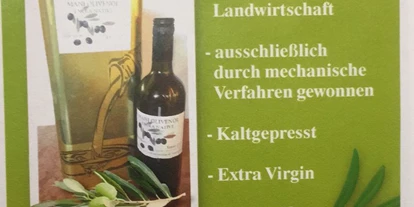 Landwirtschaft
- ausschließlich
durch mechanische
Verfahren gewonnen
- Kaltgepresst
- Extra Virgin